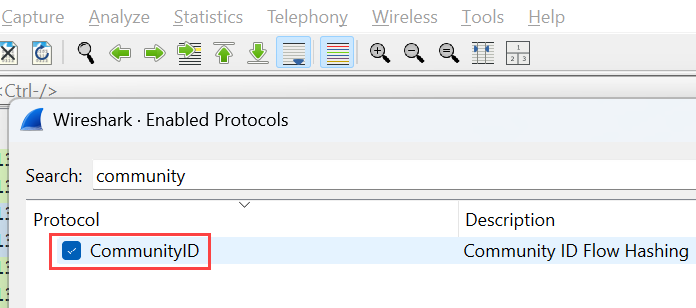 Capture Analyze Statistics Telephony Wireless Tools Help
<Ctrl-/>
Wireshark · Enabled Protocols
Search: community
Protocol Description
CommunityID Community ID Flow Hashing